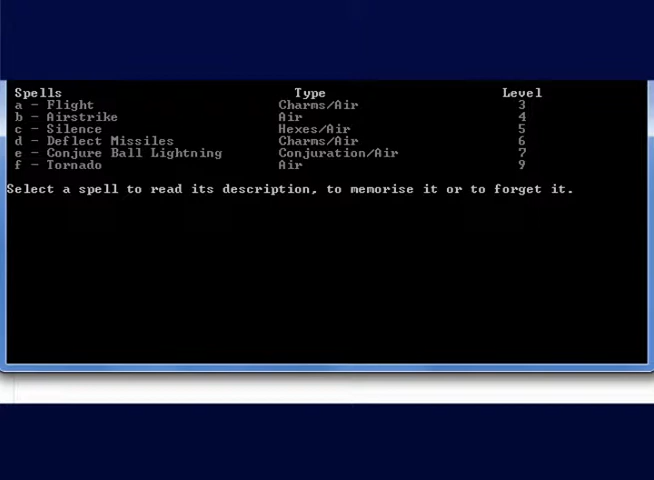 Spells Type Level
a - Flight Charms/Air 3
b - Airstrike Air 4
c - Silence Hexes/Air 5
d - Deflect Missiles Charms/Air 6
e - Conjure Ball Lightning Conjuration/Air 7
f - Tornado Air 9
Select a spell to read its description, to memorise it or to forget it.